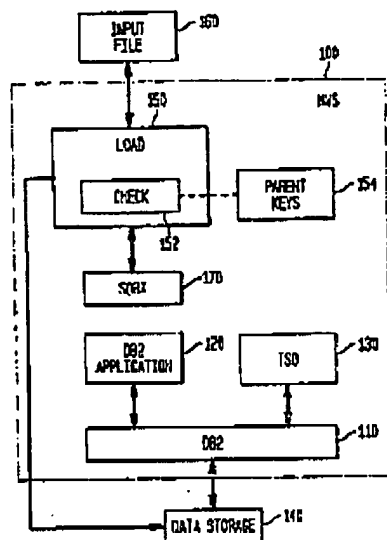 INPUT
FILE
160
100
MVS
150
LOAD
CHECK
152
PARENT
KEYS
154
170
DB2
APPLICATION
120
TSO
130
DB2
110
DATA STORAGE
140